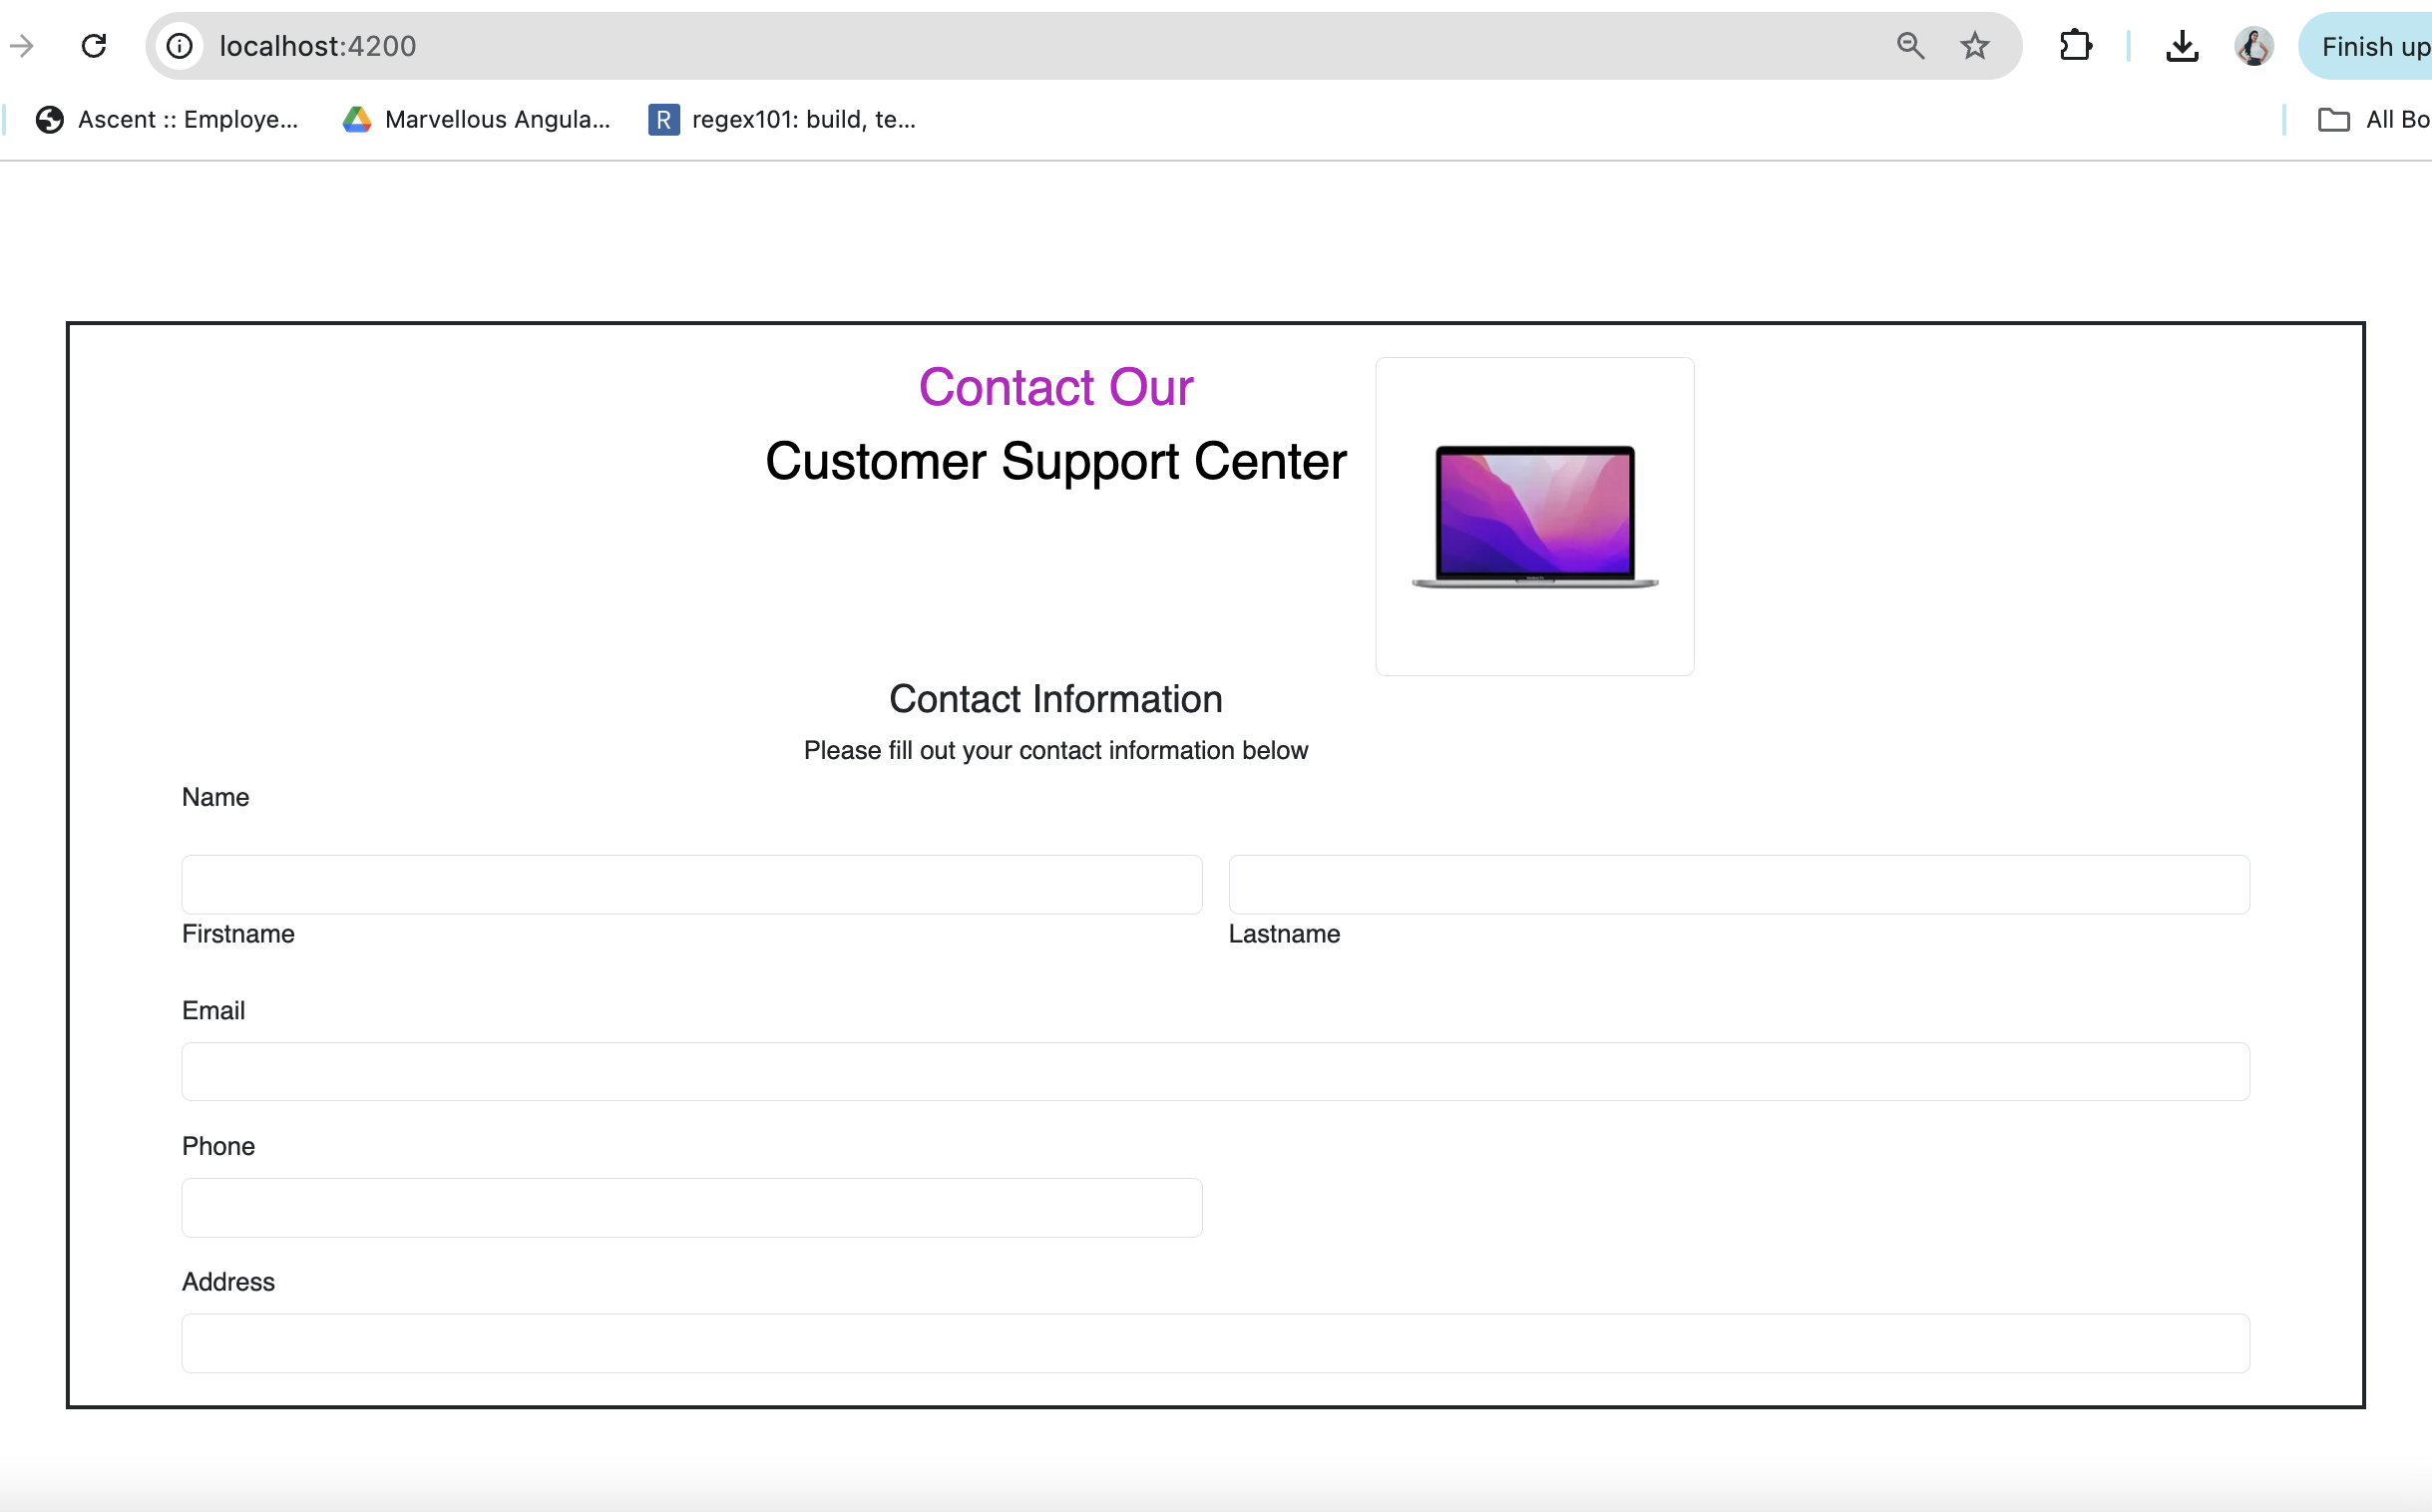 localhost:4200
Finish up
Ascent :: Employe... Marvellous Angula... R regex101: build, te... All Bo
Contact Our
Customer Support Center
Contact Information
Please fill out your contact information below
Name
Firstname Lastname
Email
Phone
Address